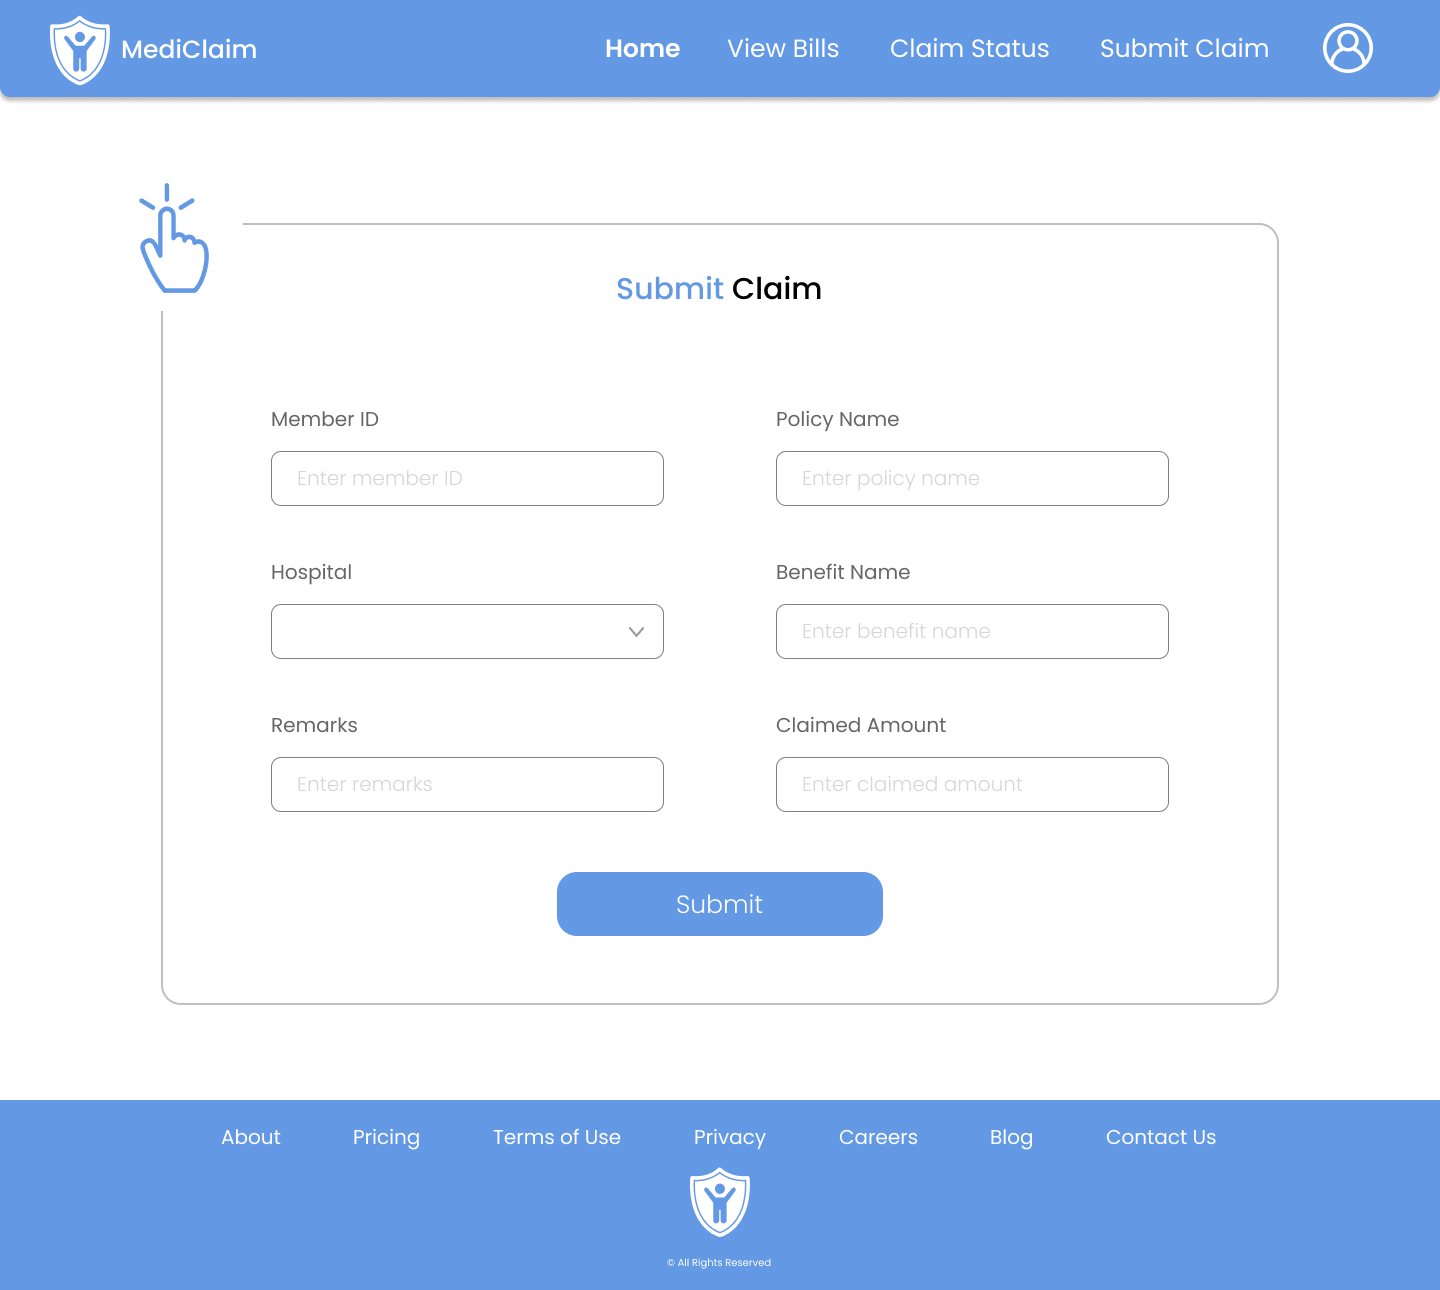 MediClaim
Home View Bills Claim Status Submit Claim
Submit Claim
Member ID Policy Name
Enter member ID Enter policy name
Hospital Benefit Name
Enter benefit name
Remarks Claimed Amount
Enter remarks Enter claimed amount
Submit
About Pricing Terms of Use Privacy Careers Blog Contact Us
© All Rights Reserved